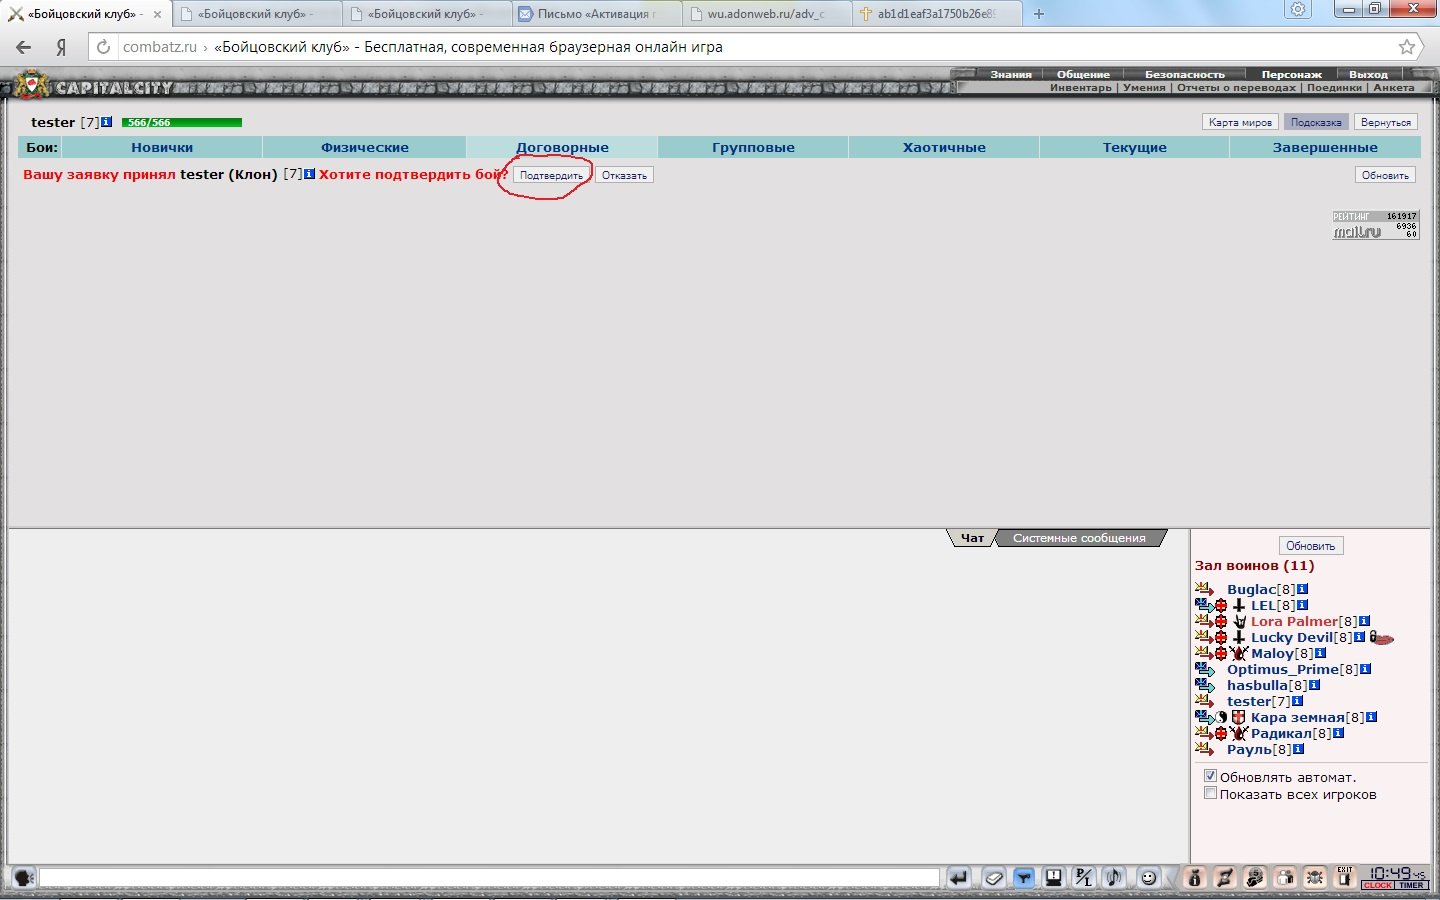 «Бойцовский клуб» -
«Бойцовский клуб» -
«Бойцовский клуб» -
Письмо «Активация
wu.adonweb.ru/adv_c
ab1d1eaf3a1750b26e8
combatz.ru › «Бойцовский клуб» - Бесплатная, современная браузерная онлайн игра
CAPITALCITY
Знания Общение Безопасность Персонаж Выход
Инвентарь | Умения | Отчеты о переводах | Поединки | Анкета
tester [7] 566/566
Карта миров Подсказка Вернуться
Бои: Новички Физические Договорные Групповые Хаотичные Текущие Завершенные
Вашу заявку принял tester (Клон) [7] Хотите подтвердить бой? Подтвердить Отказать Обновить
РЕЙТИНГ 161917
mail.ru 6936
60
Чат Системные сообщения
Обновить
Зал воинов (11)
Buglac[8]
LEL[8]
Lora Palmer[8]
Lucky Devil[8]
Maloy[8]
Optimus_Prime[8]
hasbulla[8]
tester[7]
Кара земная[8]
Радикал[8]
Рауль[8]
Обновлять автомат.
Показать всех игроков
P/L
EXIT
10:49 45
CLOCK TIMER